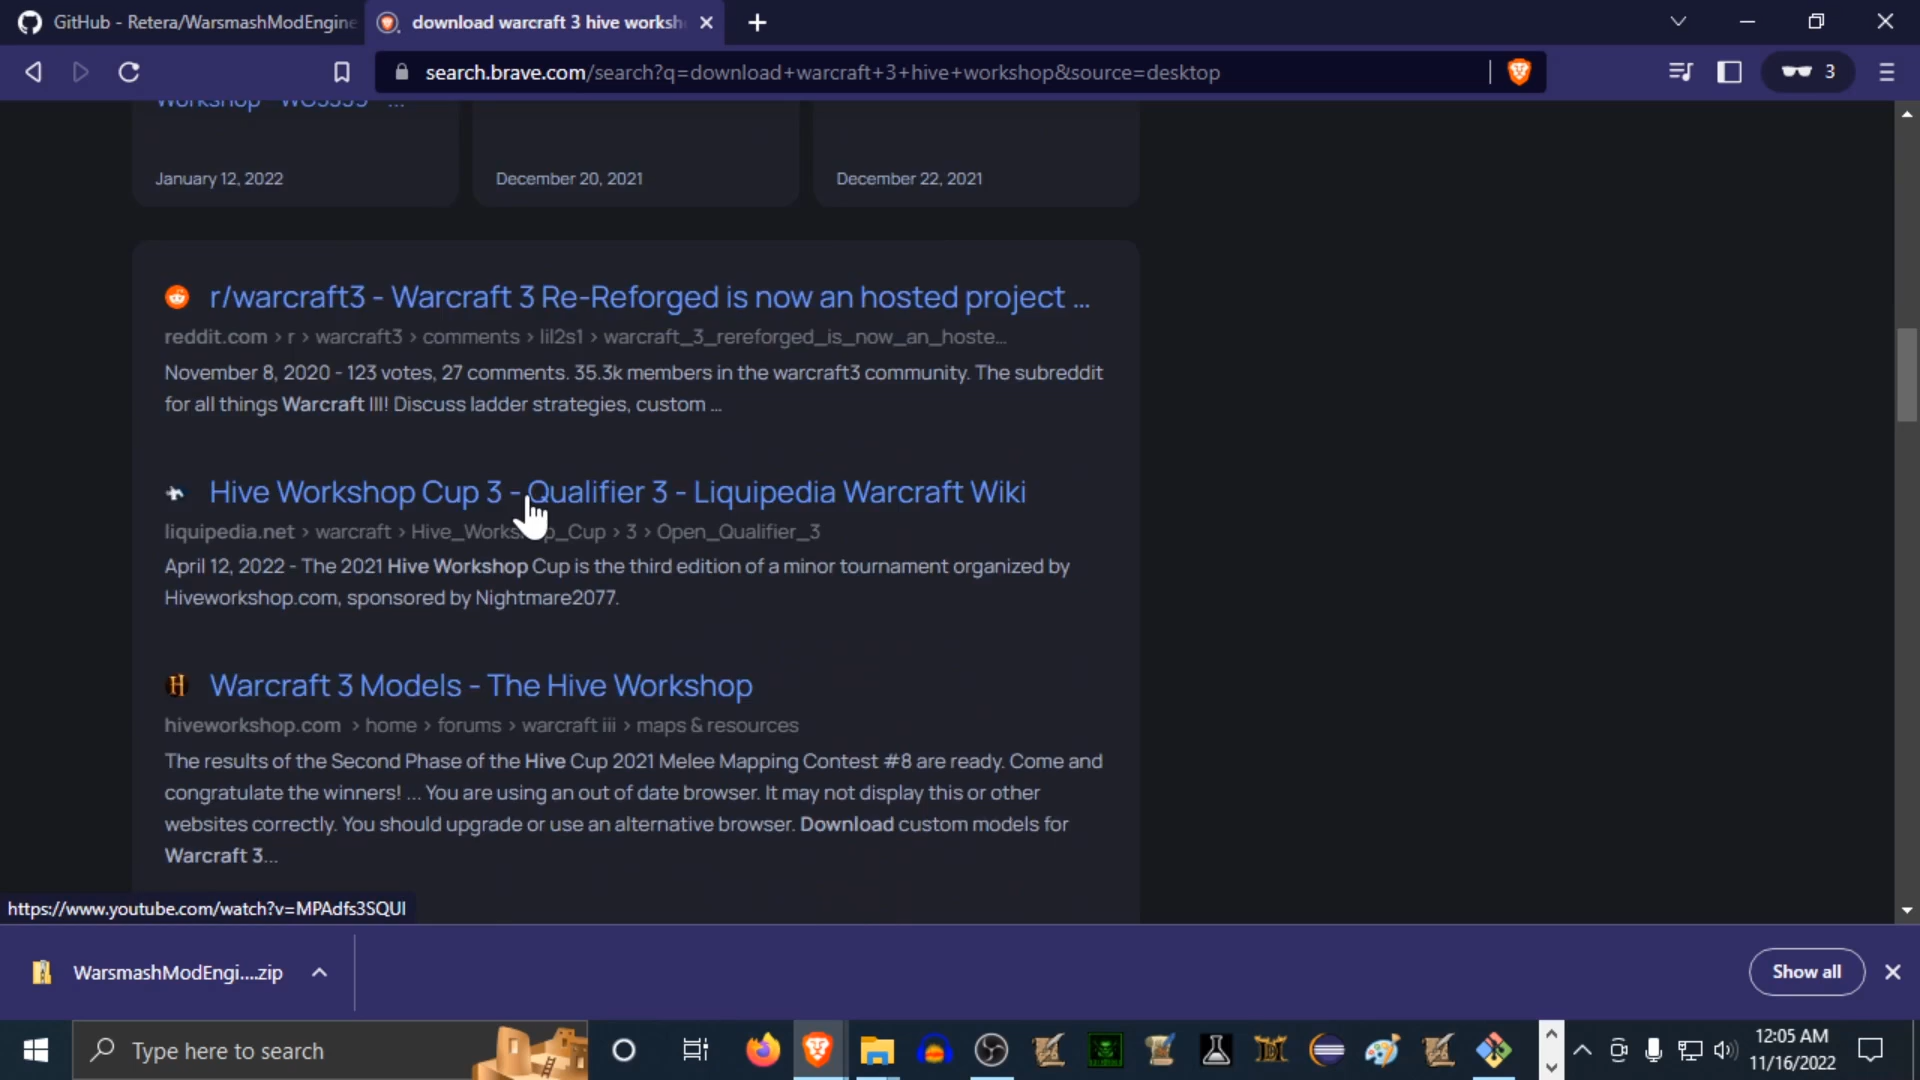 GitHub - Retera/WarsmashModEngine
download warcraft 3 hive worksh
search.brave.com/search?q=download+warcraft+3+hive+workshop&source=desktop
3
January 12, 2022
December 20, 2021
December 22, 2021
r/warcraft3 - Warcraft 3 Re-Reforged is now an hosted project ...
reddit.com › r › warcraft3 › comments › lil2s1 › warcraft_3_rereforged_is_now_an_hoste...
November 8, 2020 - 123 votes, 27 comments. 35.3k members in the warcraft3 community. The subreddit
for all things Warcraft III! Discuss ladder strategies, custom ...
Hive Workshop Cup 3 - Qualifier 3 - Liquipedia Warcraft Wiki
liquipedia.net › warcraft › Hive_Workshop_Cup › 3 › Open_Qualifier_3
April 12, 2022 - The 2021 Hive Workshop Cup is the third edition of a minor tournament organized by
Hiveworkshop.com, sponsored by Nightmare2077.
Warcraft 3 Models - The Hive Workshop
hiveworkshop.com › home › forums › warcraft iii › maps & resources
The results of the Second Phase of the Hive Cup 2021 Melee Mapping Contest #8 are ready. Come and
congratulate the winners! ... You are using an out of date browser. It may not display this or other
websites correctly. You should upgrade or use an alternative browser. Download custom models for
Warcraft 3...
https://www.youtube.com/watch?v=MPAdfs3SQUI
WarsmashModEngi....zip
Show all
Type here to search
12:05 AM
11/16/2022